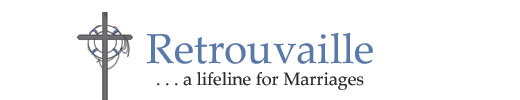 Retrouvaille
. . . a lifeline for Marriages